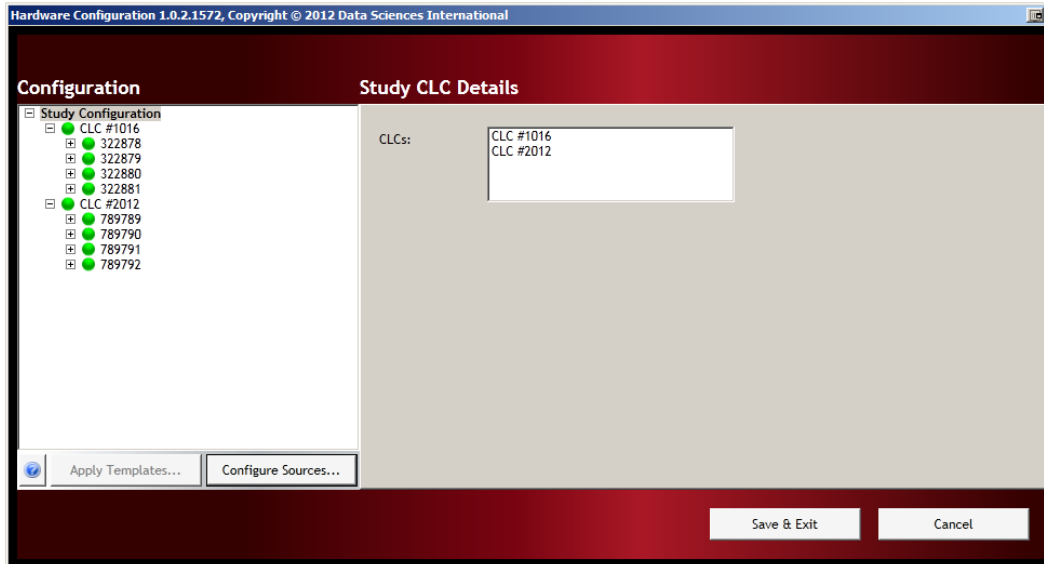 Hardware Configuration 1.0.2.1572, Copyright © 2012 Data Sciences International
Configuration
Study Configuration
CLC #1016
322878
322879
322880
322881
CLC #2012
789789
789790
789791
789792
Apply Templates...
Configure Sources...
Study CLC Details
CLCs:
CLC #1016
CLC #2012
Save & Exit
Cancel